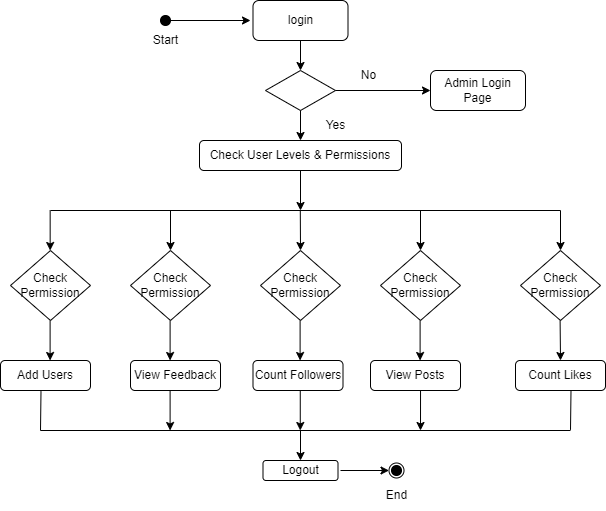 login
Start
No
Admin Login
Page
Yes
Check User Levels & Permissions
Check
Permission
Check
Permission
Check
Permission
Check
Permission
Check
Permission
Add Users
View Feedback
Count Followers
View Posts
Count Likes
Logout
End